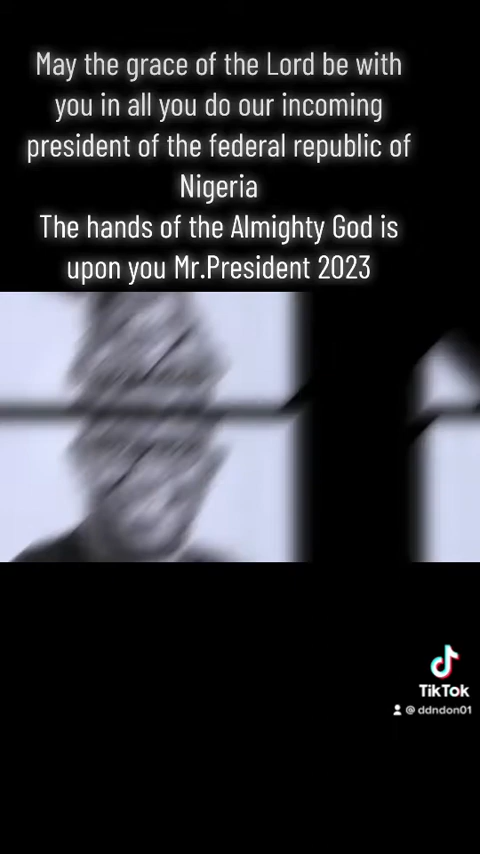 May the grace of the Lord be with
you in all you do our incoming
president of the federal republic of
Nigeria
The hands of the Almighty God is
upon you Mr.President 2023
TikTok
@ ddndon01